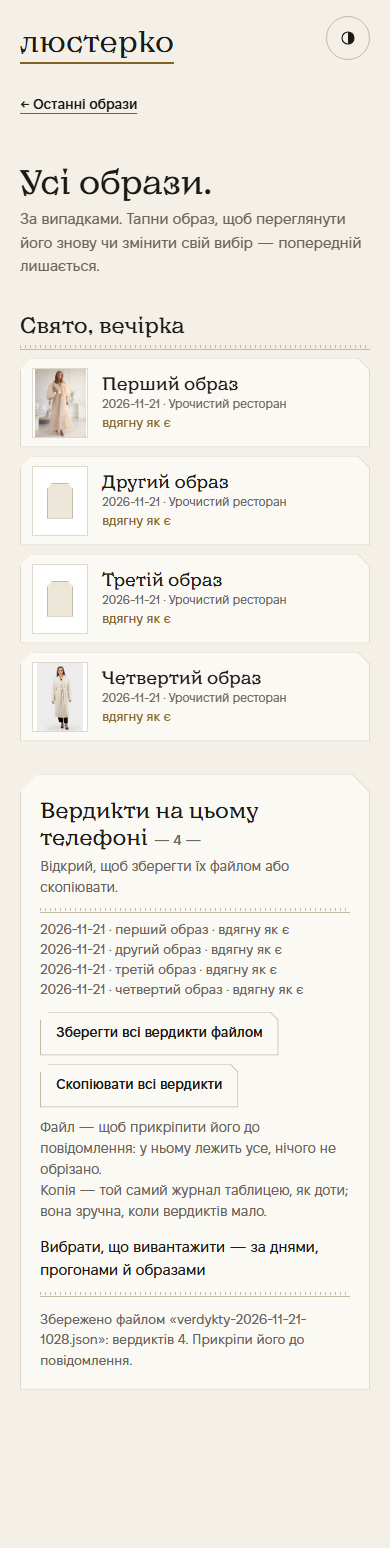 люстерко
← Останні образи
Усі образи.
За випадками. Тапни образ, щоб переглянути
його знову чи змінити свій вибір — попередній
лишається.
Свято, вечірка
Перший образ
2026-11-21 · Урочистий ресторан
вдягну як є
Другий образ
2026-11-21 · Урочистий ресторан
вдягну як є
Третій образ
2026-11-21 · Урочистий ресторан
вдягну як є
Четвертий образ
2026-11-21 · Урочистий ресторан
вдягну як є
Вердикти на цьому
телефоні — 4 —
Відкрий, щоб зберегти їх файлом або
скопіювати.
2026-11-21 · перший образ · вдягну як є
2026-11-21 · другий образ · вдягну як є
2026-11-21 · третій образ · вдягну як є
2026-11-21 · четвертий образ · вдягну як є
Зберегти всі вердикти файлом
Скопіювати всі вердикти
Файл — щоб прикріпити його до
повідомлення: у ньому лежить усе, нічого не
обрізано.
Копія — той самий журнал таблицею, як доти;
вона зручна, коли вердиктів мало.
Вибрати, що вивантажити — за днями,
прогонами й образами
Збережено файлом «verdykty-2026-11-21-
1028.json»: вердиктів 4. Прикріпи його до
повідомлення.